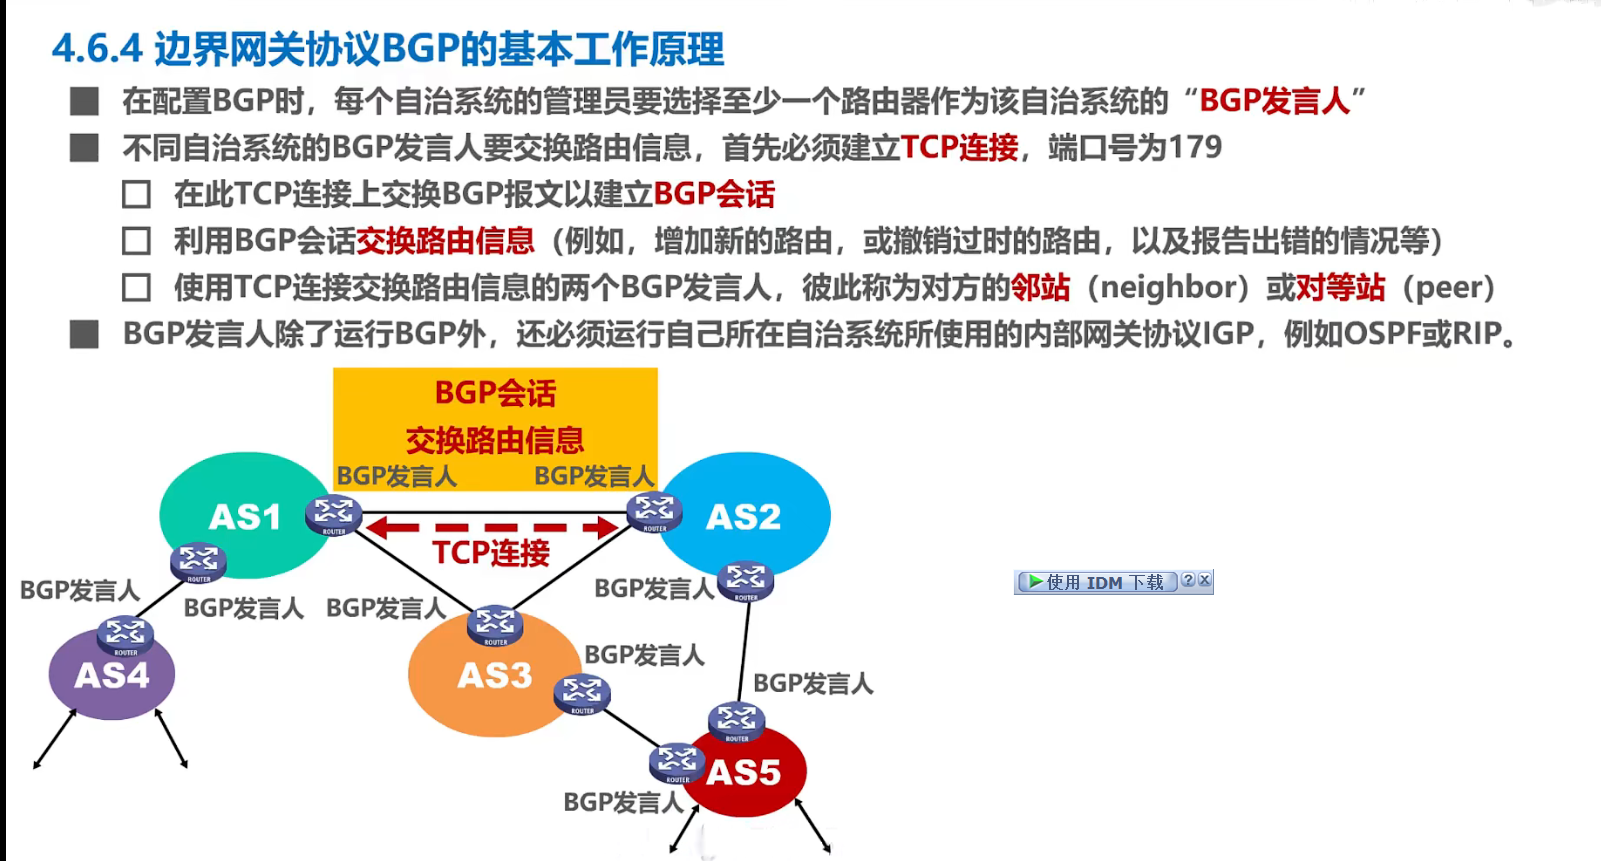 4.6.4 边界网关协议BGP的基本工作原理
在配置BGP时，每个自治系统的管理员要选择至少一个路由器作为该自治系统的“BGP发言人”
不同自治系统的BGP发言人要交换路由信息，首先必须建立TCP连接，端口号为179
在此TCP连接上交换BGP报文以建立BGP会话
利用BGP会话交换路由信息（例如，增加新的路由，或撤销过时的路由，以及报告出错的情况等）
使用TCP连接交换路由信息的两个BGP发言人，彼此称为对方的邻站（neighbor）或对等站（peer）
BGP发言人除了运行BGP外，还必须运行自己所在自治系统所使用的内部网关协议IGP，例如OSPF或RIP。
BGP会话
交换路由信息
BGP发言人
BGP发言人
AS1
ROUTER
ROUTER
AS2
TCP连接
ROUTER
BGP发言人
BGP发言人
BGP发言人
BGP发言人
ROUTER
ROUTER
ROUTER
AS4
AS3
BGP发言人
BGP发言人
ROUTER
ROUTER
ROUTER
AS5
BGP发言人
使用 IDM 下载
?